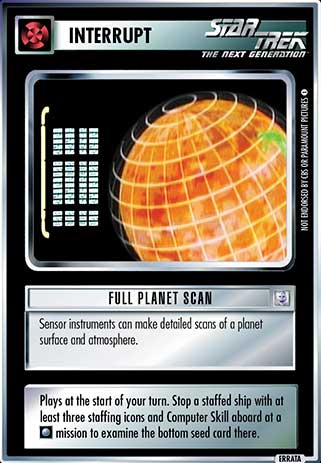 INTERRUPT
STAR TREK
THE NEXT GENERATION
NOT ENDORSED BY CBS OR PARAMOUNT PICTURES
FULL PLANET SCAN
Sensor instruments can make detailed scans of a planet
surface and atmosphere.
Plays at the start of your turn. Stop a staffed ship with at
least three staffing icons and Computer Skill aboard at a
mission to examine the bottom seed card there.
ERRATA